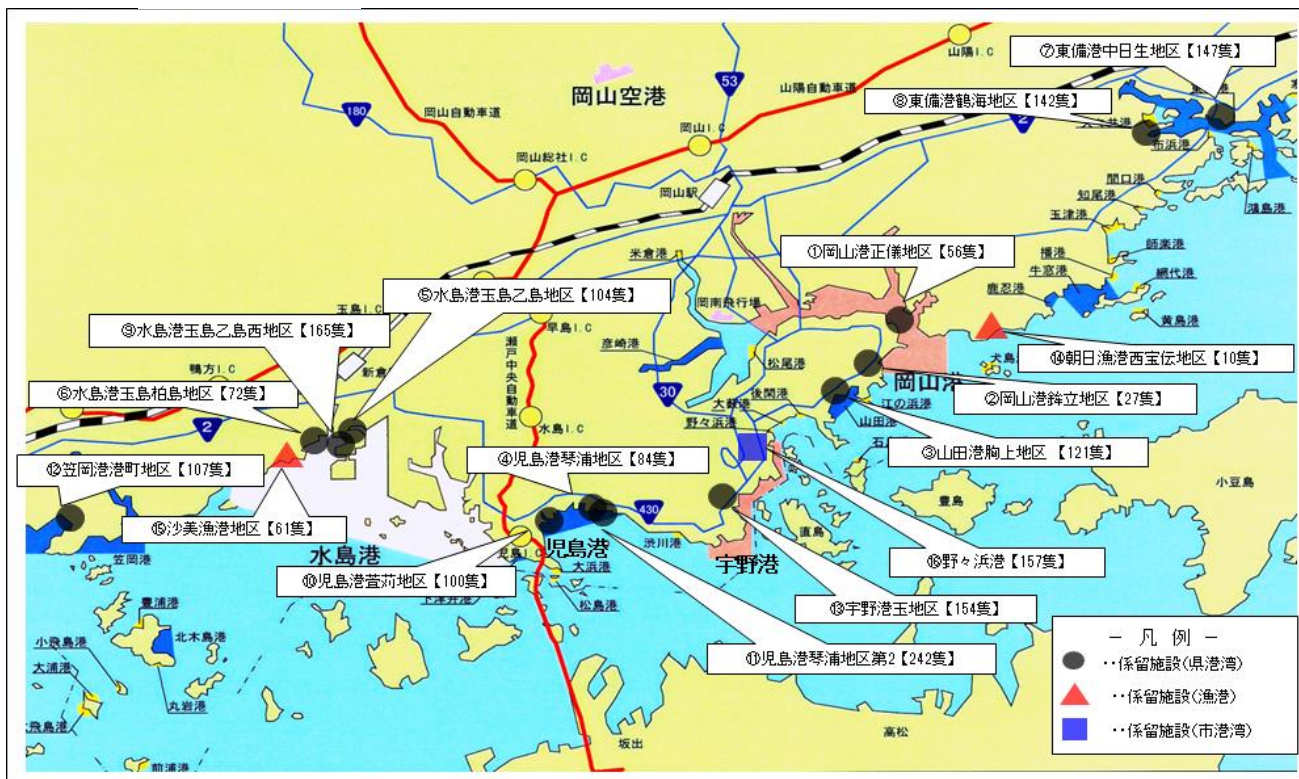 ⑦東備港中日生地区【147隻】
⑧東備港鶴海地区【142隻】
山陽I.C
山陽自動車道
53
岡山空港
180
岡山自動車道
岡山I.C
2
岡山総社I.C
岡山駅
市浜港
間口港
知尾港
玉津港
鴻島港
師楽港
播港
牛窓港
網代港
鹿忍港
黄島港
①岡山港正儀地区【56隻】
米倉港
岡南飛行場
⑤水島港玉島乙島地区【104隻】
玉島I.C
⑨水島港玉島乙島西地区【165隻】
早島I.C
彦崎港
松尾港
犬島
⑭朝日漁港西宝伝地区【10隻】
鴨方I.C
新倉
⑥水島港玉島柏島地区【72隻】
瀬戸中央自動車道
30
後閑港
大藪港
岡山港
②岡山港鉾立地区【27隻】
江の浜港
山田港
野々浜港
2
水島I.C
③山田港胸上地区【121隻】
④児島港琴浦地区【84隻】
⑫笠岡港港町地区【107隻】
小豆島
豊島
430
直島
⑮沙美漁港地区【61隻】
渋川港
水島港
児島I.C
児島港
宇野港
⑯野々浜港【157隻】
笠岡港
大浜港
⑩児島港萱苅地区【100隻】
下津井港
松島港
⑬宇野港玉地区【154隻】
豊浦港
小飛島港
北木島港
大浦港
⑪児島港琴浦地区第2【242隻】
丸岩港
飛島港
前浦港
坂出
高松
－ 凡 例 －
‥係留施設(県港湾)
‥係留施設(漁港)
‥係留施設(市港湾)